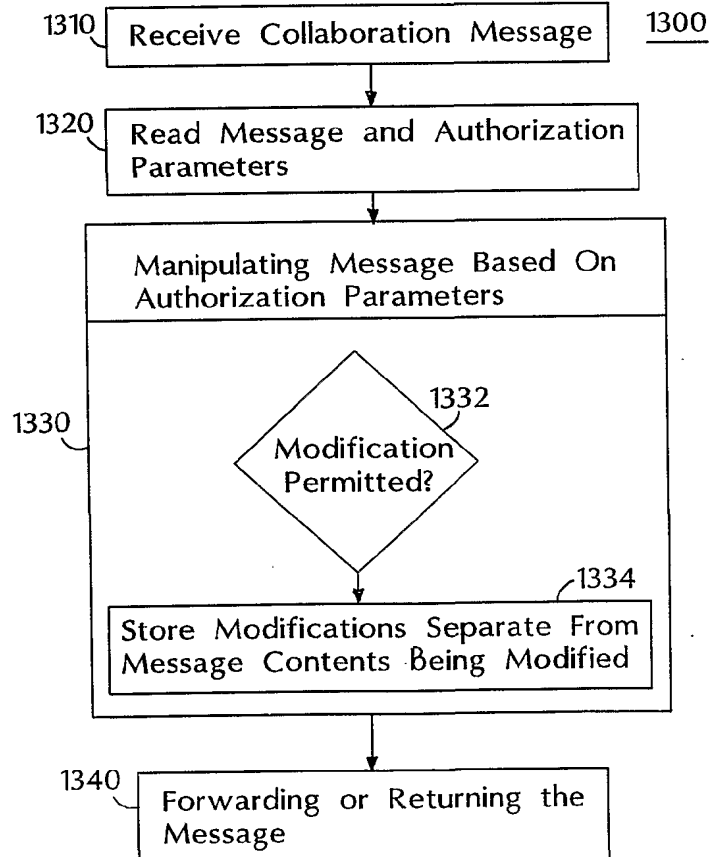 1310
Receive Collaboration Message
1300
1320
Read Message and Authorization
Parameters
Manipulating Message Based On
Authorization Parameters
1330
1332
Modification
Permitted?
1334
Store Modifications Separate From
Message Contents Being Modified
1340
Forwarding or Returning the
Message